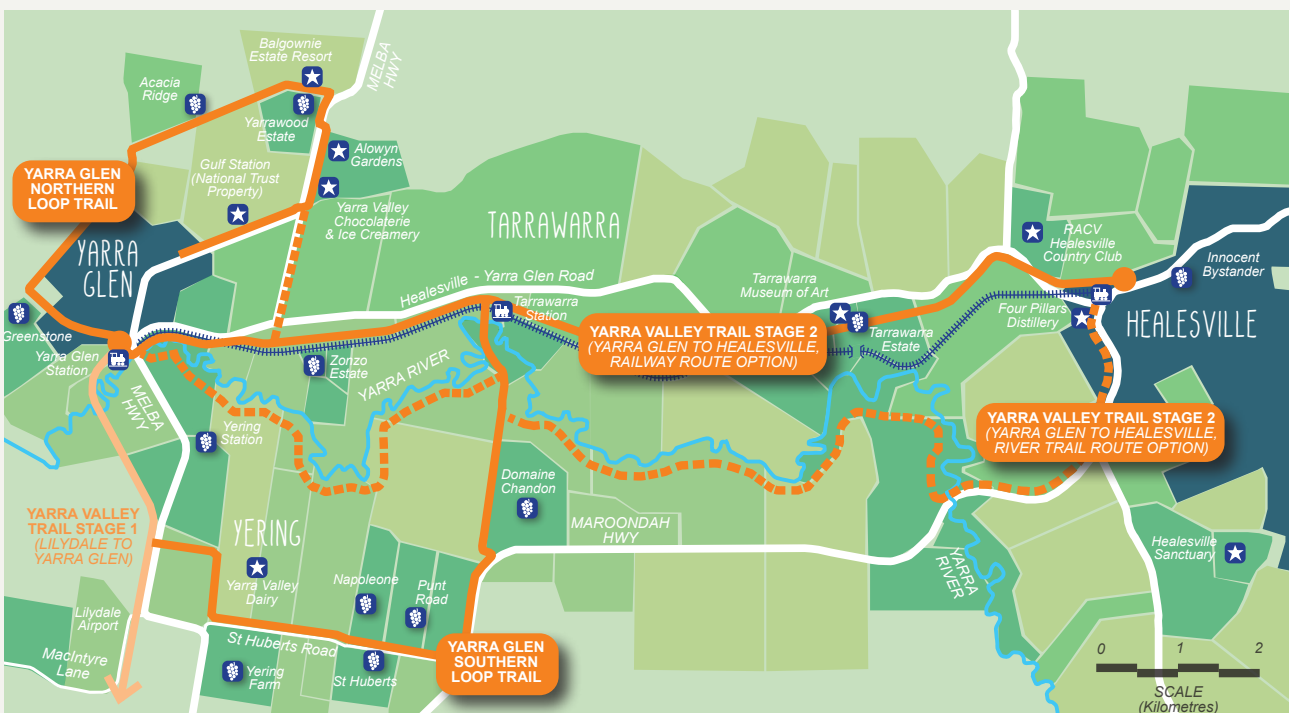 Balgownie
Estate Resort
MELBA
HWY
Acacia
Ridge
Yarrawood
Estate
Alowyn
Gardens
Gulf Station
(National Trust
Property)
YARRA GLEN
NORTHERN
LOOP TRAIL
Yarra Valley
Chocolaterie
& Ice Creamery
TARRAWARRA
YARRA
GLEN
RACV
Healesville
Country Club
Innocent
Bystander
Healesville - Yarra Glen Road
Tarrawarra
Museum of Art
Tarrawarra
Station
Four Pillars
Distillery
HEALESVILLE
Greenstone
Yarra Glen
Station
YARRA VALLEY TRAIL STAGE 2
(YARRA GLEN TO HEALESVILLE,
RAILWAY ROUTE OPTION)
Tarrawarra
Estate
Zonzo
Estate
YARRA RIVER
MELBA
HWY
Yering
Station
YARRA VALLEY TRAIL STAGE 2
(YARRA GLEN TO HEALESVILLE,
RIVER TRAIL ROUTE OPTION)
Domaine
Chandon
YARRA VALLEY
TRAIL STAGE 1
(LILYDALE TO
YARRA GLEN)
YERING
MAROONDAH
HWY
Healesville
Sanctuary
YARRA
RIVER
Yarra Valley
Dairy
Napoleone
Punt
Road
Lilydale
Airport
MacIntyre
Lane
St Huberts Road
YARRA GLEN
SOUTHERN
LOOP TRAIL
Yering
Farm
St Huberts
0 1 2
SCALE
(Kilometres)